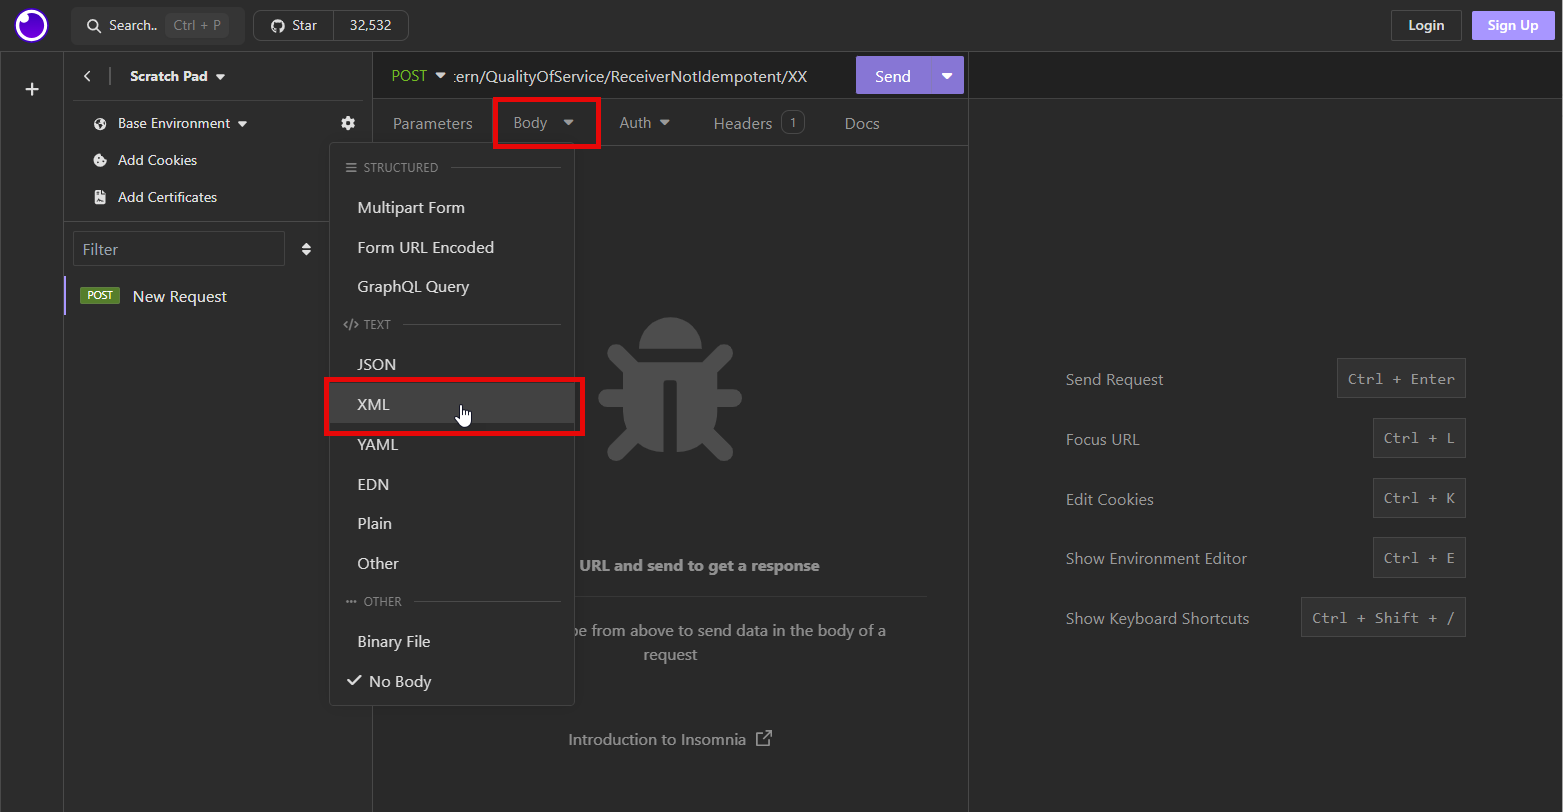 Search.. Ctrl + P Star 32,532 Login Sign Up
Scratch Pad
POST :ern/QualityOfService/ReceiverNotIdempotent/XX Send
Base Environment
Add Cookies
Add Certificates
Parameters Body Auth Headers 1 Docs
Filter
POST New Request
STRUCTURED
Multipart Form
Form URL Encoded
GraphQL Query
</> TEXT
JSON
XML
YAML
EDN
Plain
Other
OTHER
Binary File
No Body
URL and send to get a response
from above to send data in the body of a
request
Introduction to Insomnia
Send Request Ctrl + Enter
Focus URL Ctrl + L
Edit Cookies Ctrl + K
Show Environment Editor Ctrl + E
Show Keyboard Shortcuts Ctrl + Shift + /